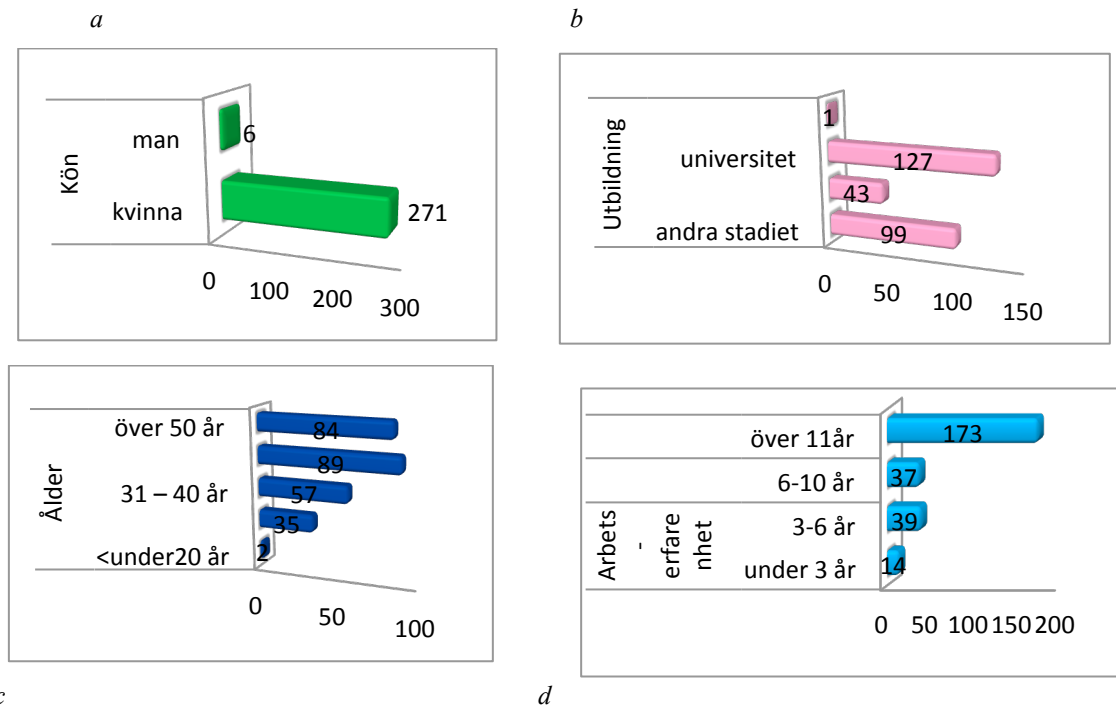 a
b
Kön
man
6
kvinna
271
0 100 200 300
Utbildning
1
universitet
127
43
andra stadiet
99
0 50 100 150
Ålder
över 50 år
84
89
31 – 40 år
57
35
<under20 år
2
0 50 100
Arbets
-
erfare
nhet
över 11år
173
6-10 år
37
3-6 år
39
under 3 år
14
0 50 100 150 200
c
d